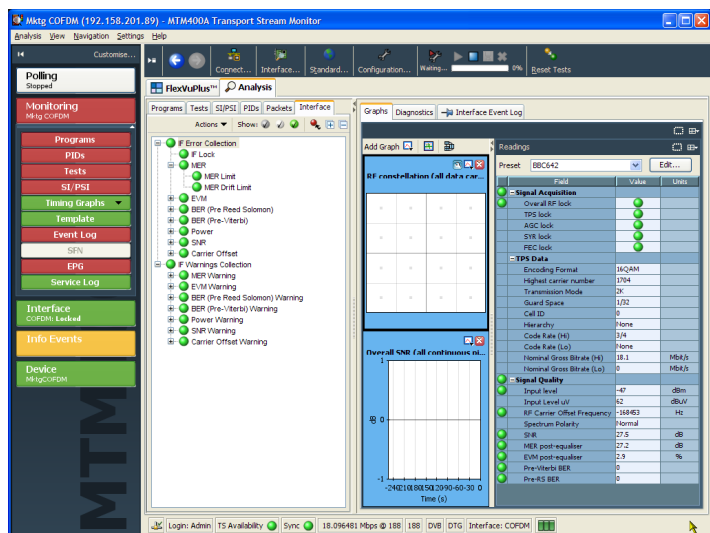 Mktg COFDM (192.158.201.89) - MTM400A Transport Stream Monitor
Analysis View Navigation Settings Help
Customise...
Polling
Stopped
Monitoring
Mktg COFDM
Programs
PIDs
Tests
SI/PSI
Timing Graphs
Template
Event Log
SFN
EPG
Service Log
Interface
COFDM: Locked
Info Events
Device
MktgCOFDM
MTM
Connect...
Interface...
Standard...
Configuration...
Waiting...
0%
Reset Tests
FlexVuPlus™
Analysis
Programs Tests SI/PSI PIDs Packets Interface
Actions Show:
IF Error Collection
IF Lock
MER
MER Limit
MER Drift Limit
EVM
BER (Pre Reed Solomon)
BER (Pre-Viterbi)
Power
SNR
Carrier Offset
IF Warnings Collection
MER Warning
EVM Warning
BER (Pre Reed Solomon) Warning
BER (Pre-Viterbi) Warning
Power Warning
SNR Warning
Carrier Offset Warning
Graphs Diagnostics Interface Event Log
Add Graph
RF constellation (all data car...
Overall SNR (all continuous pi...
1
dB
0
-1
-24021018015012090-60-30 0
Time (s)
Readings
Preset BBC642 Edit...
Field Value Units
Signal Acquisition
Overall RF lock
TPS lock
AGC lock
SYR lock
FEC lock
TPS Data
Encoding Format 16QAM
Highest carrier number 1704
Transmission Mode 2K
Guard Space 1/32
Cell ID 0
Hierarchy None
Code Rate (Hi) 3/4
Code Rate (Lo) None
Nominal Gross Bitrate (Hi) 18.1 Mbit/s
Nominal Gross Bitrate (Lo) 0 Mbit/s
Signal Quality
Input level -47 dBm
Input Level uV 62 dBuV
RF Carrier Offset Frequency -168453 Hz
Spectrum Polarity Normal
SNR 27.5 dB
MER post-equaliser 27.2 dB
EVM post-equaliser 2.9 %
Pre-Viterbi BER 0
Pre-RS BER 0
Login: Admin TS Availability Sync 18.096481 Mbps @ 188 188 DVB DTG Interface: COFDM